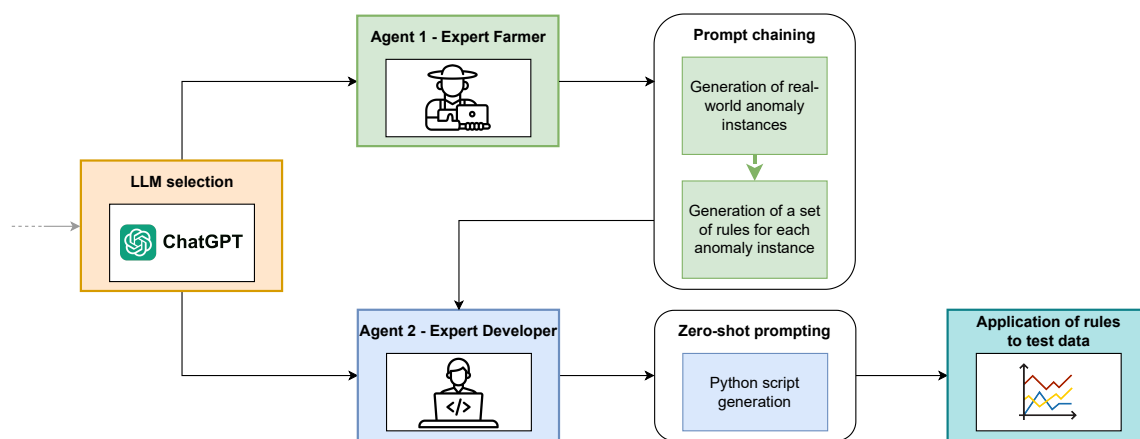 Agent 1 - Expert Farmer
Prompt chaining
Generation of real-
world anomaly
instances
Generation of a set
of rules for each
anomaly instance
LLM selection
ChatGPT
Agent 2 - Expert Developer
</>
Zero-shot prompting
Python script
generation
Application of rules
to test data